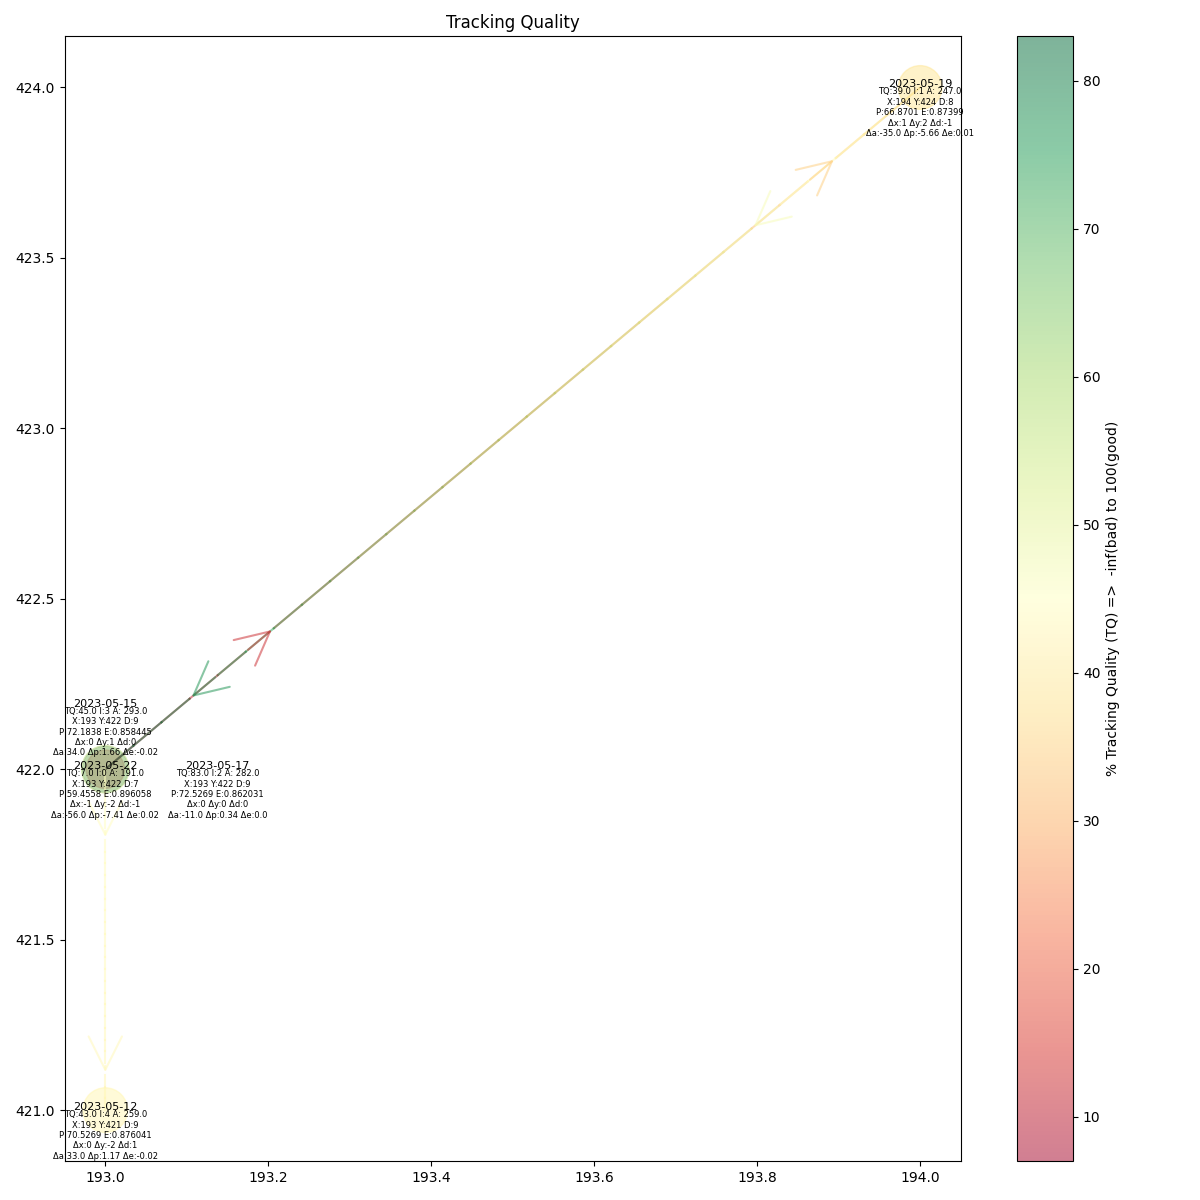 Tracking Quality
424.0
423.5
423.0
422.5
422.0
421.5
421.0
2023-05-19
TQ:39.0 I:1 A: 247.0
X:194 Y:424 D:8
P:66.8701 E:0.87399
Δx:1 Δy:2 Δd:-1
Δa:-35.0 Δp:-5.66 Δe:0.01
2023-05-15
TQ:45.0 I:3 A: 293.0
X:193 Y:422 D:9
P:72.1838 E:0.858445
Δx:0 Δy:1 Δd:0
Δa:34.0 Δp:1.66 Δe:-0.02
2023-05-22
TQ:7.0 I:0 A: 191.0
X:193 Y:422 D:7
P:59.4558 E:0.896058
Δx:-1 Δy:-2 Δd:-1
Δa:-56.0 Δp:-7.41 Δe:0.02
2023-05-17
TQ:83.0 I:2 A: 282.0
X:193 Y:422 D:9
P:72.5269 E:0.862031
Δx:0 Δy:0 Δd:0
Δa:-11.0 Δp:0.34 Δe:0.0
2023-05-12
TQ:43.0 I:4 A: 259.0
X:193 Y:421 D:9
P:70.5269 E:0.876041
Δx:0 Δy:-2 Δd:1
Δa:33.0 Δp:1.17 Δe:-0.02
193.0
193.2
193.4
193.6
193.8
194.0
80
70
60
50
40
30
20
10
% Tracking Quality (TQ) => -inf(bad) to 100(good)